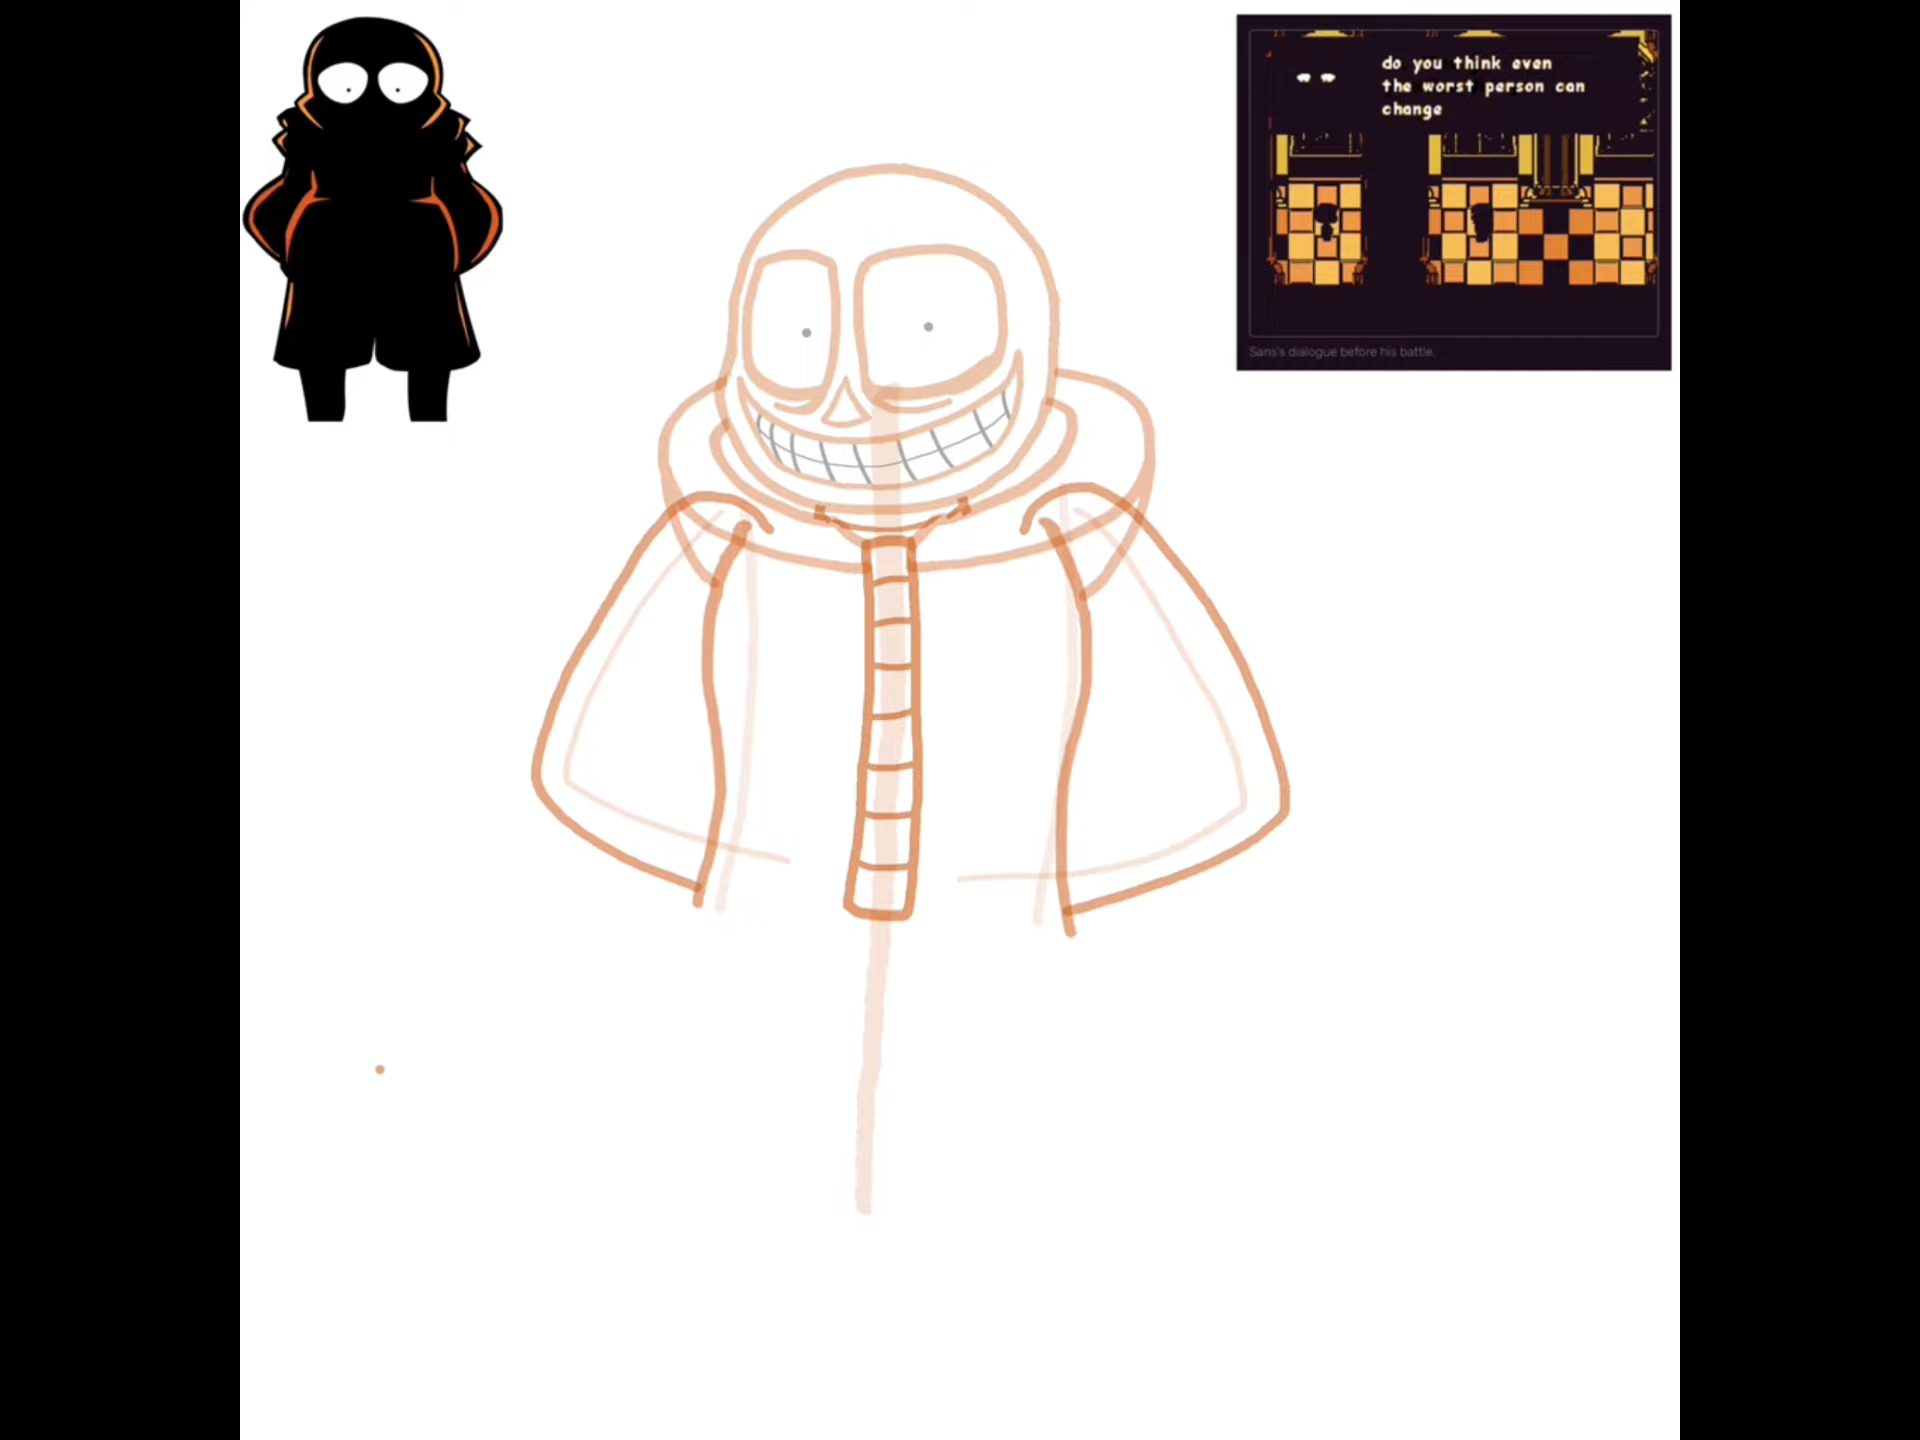 do you think even
the worst person can
change
Sans's dialogue before his battle.